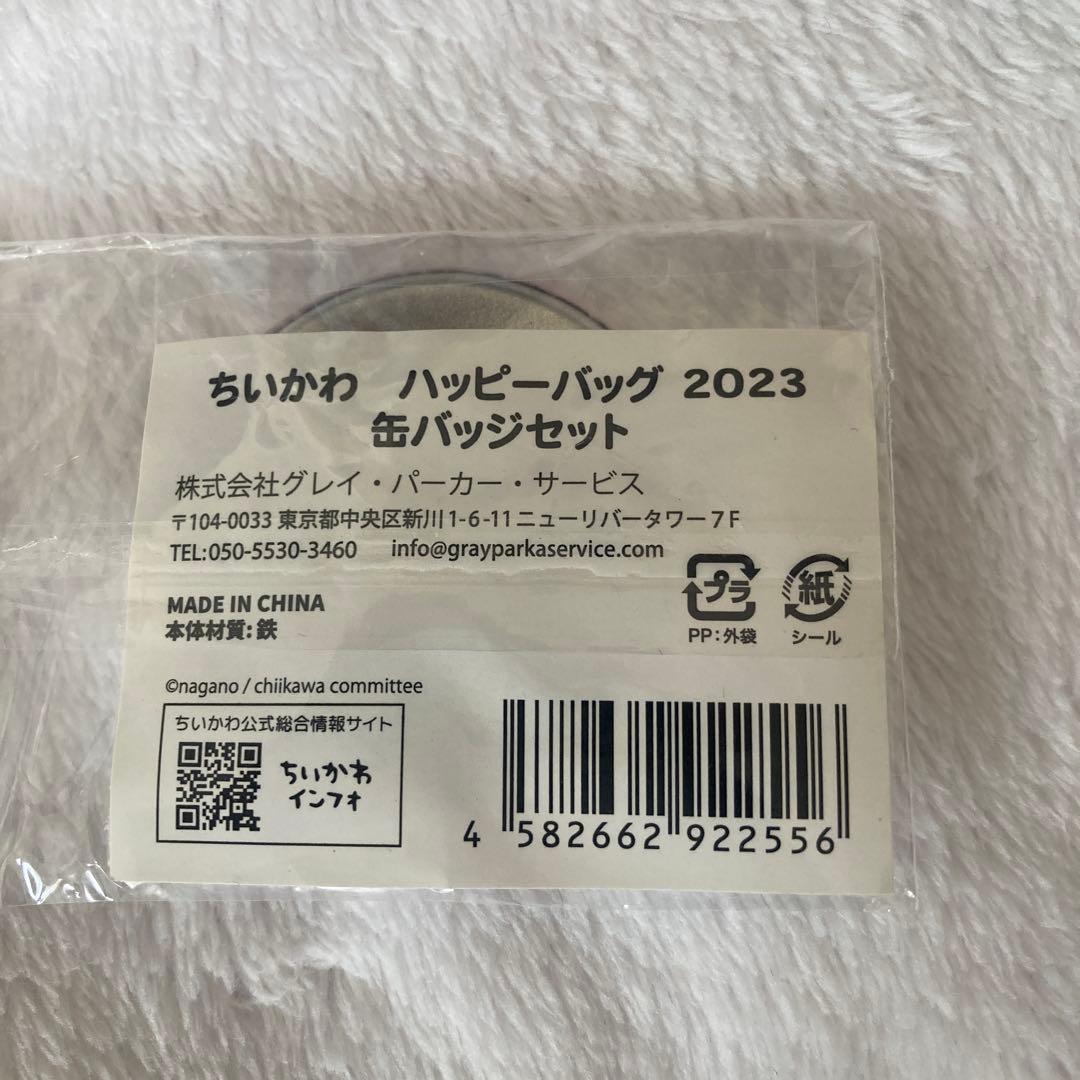 ちいかわ　ハッピーバッグ 2023
缶バッジセット
株式会社グレイ・パーカー・サービス
〒104-0033 東京都中央区新川1-6-11ニューリバータワー7F
TEL:050-5530-3460　info@grayparkaservice.com
MADE IN CHINA
本体材質:鉄
プラ
PP:外袋
紙
シール
©nagano / chiikawa committee
ちいかわ公式総合情報サイト
ちいかわ
インフォ
4 582662 922556